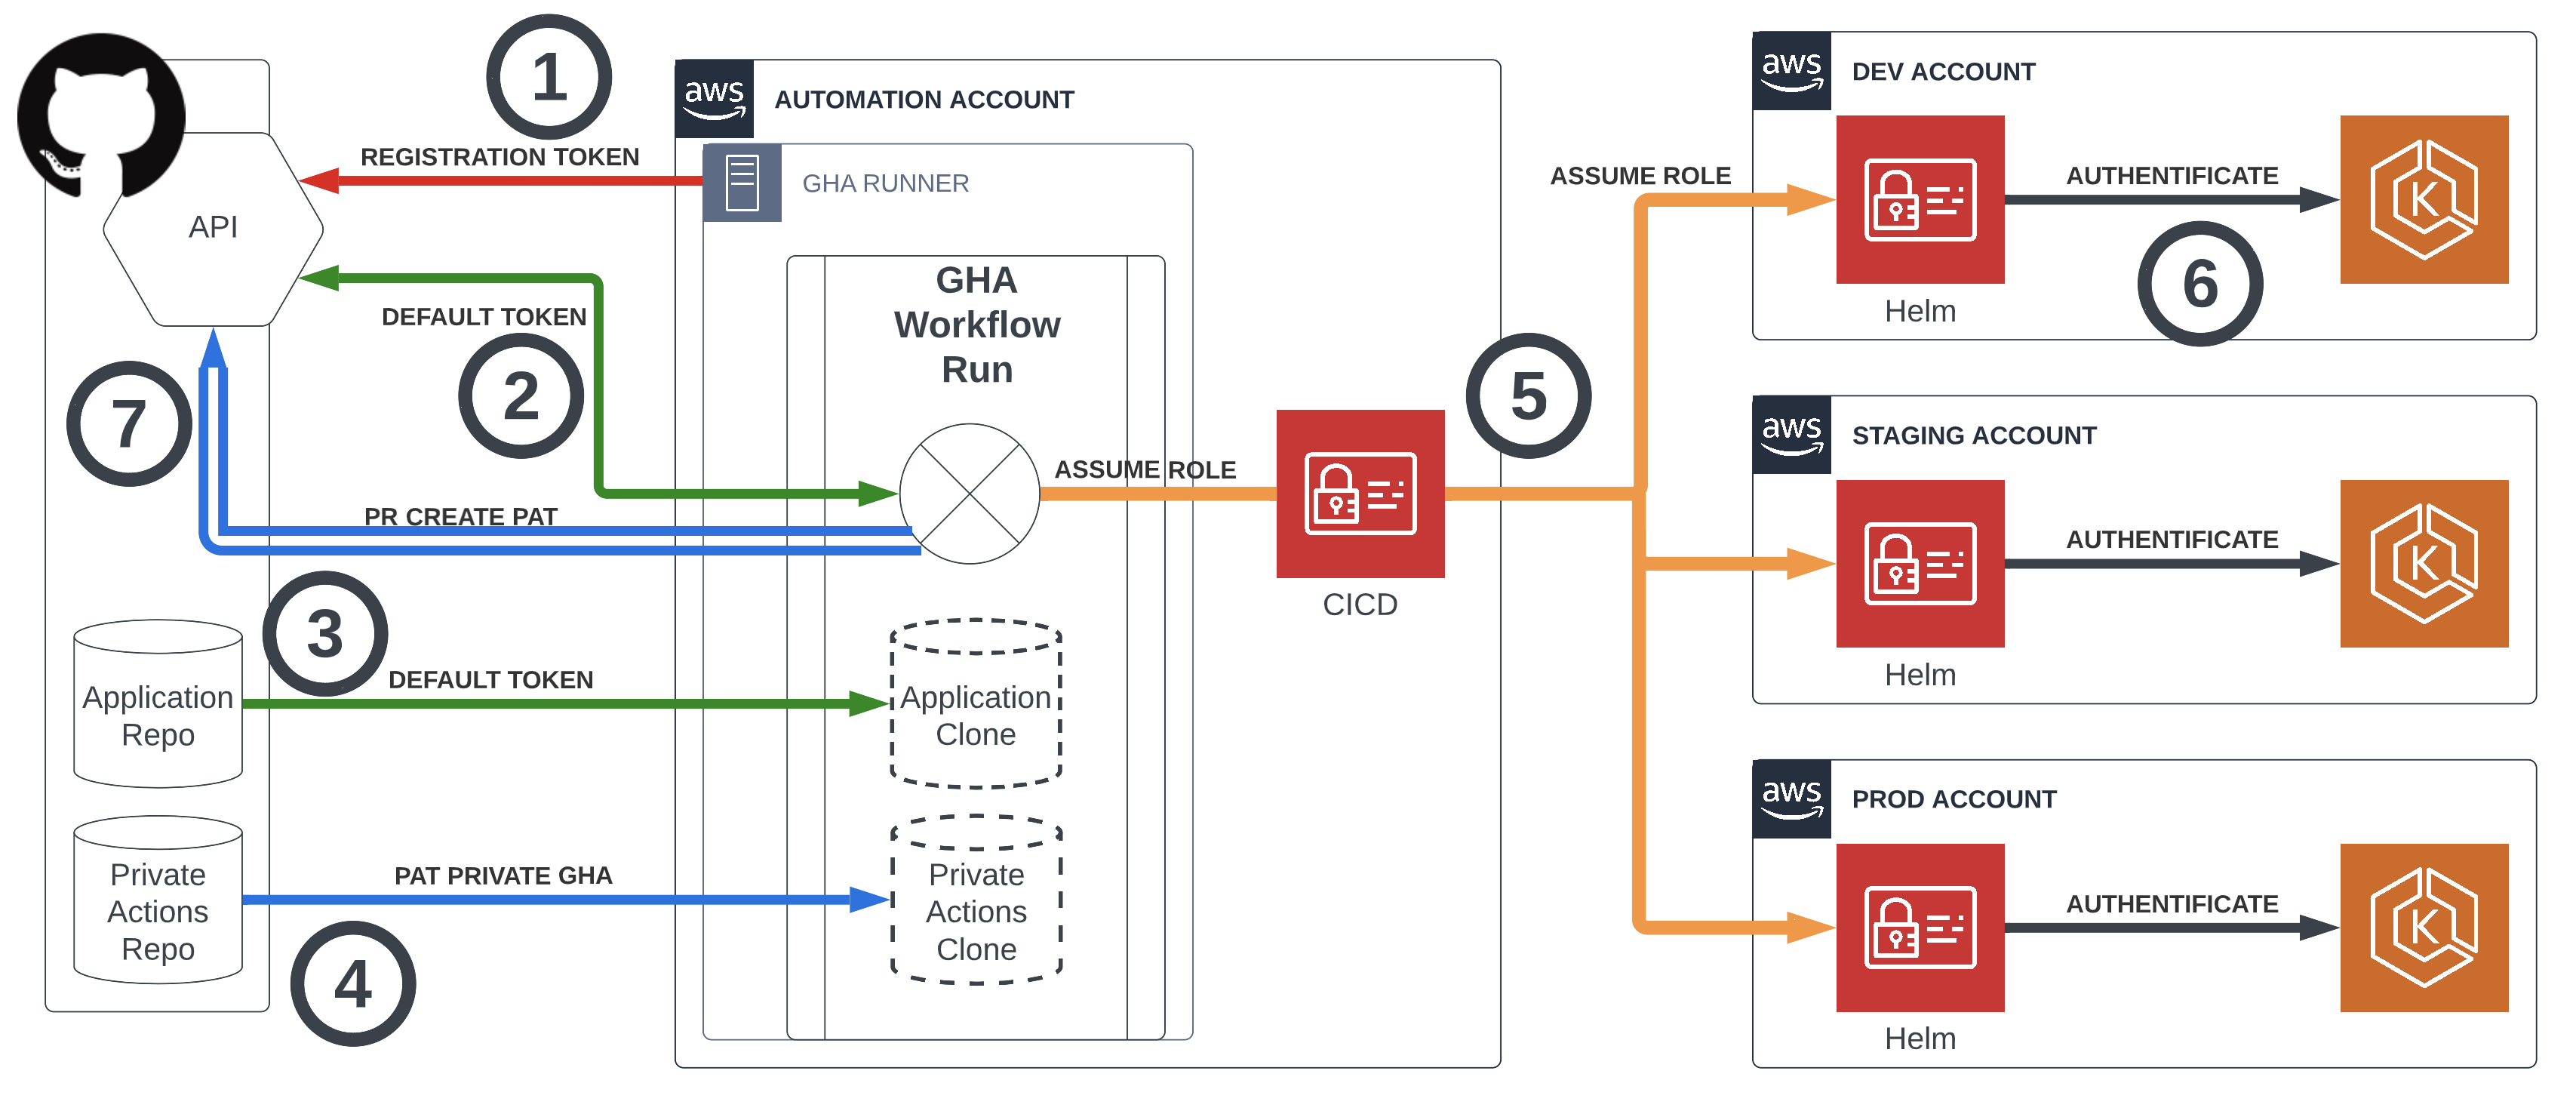 1
aws
AUTOMATION ACCOUNT
REGISTRATION TOKEN
GHA RUNNER
API
DEFAULT TOKEN
2
7
GHA
Workflow
Run
PR CREATE PAT
ASSUME ROLE
CICD
5
3
Application
Repo
DEFAULT TOKEN
Application
Clone
Private
Actions
Repo
PAT PRIVATE GHA
Private
Actions
Clone
4
ASSUME ROLE
aws
DEV ACCOUNT
Helm
AUTHENTIFICATE
6
K
aws
STAGING ACCOUNT
Helm
AUTHENTIFICATE
K
aws
PROD ACCOUNT
Helm
AUTHENTIFICATE
K